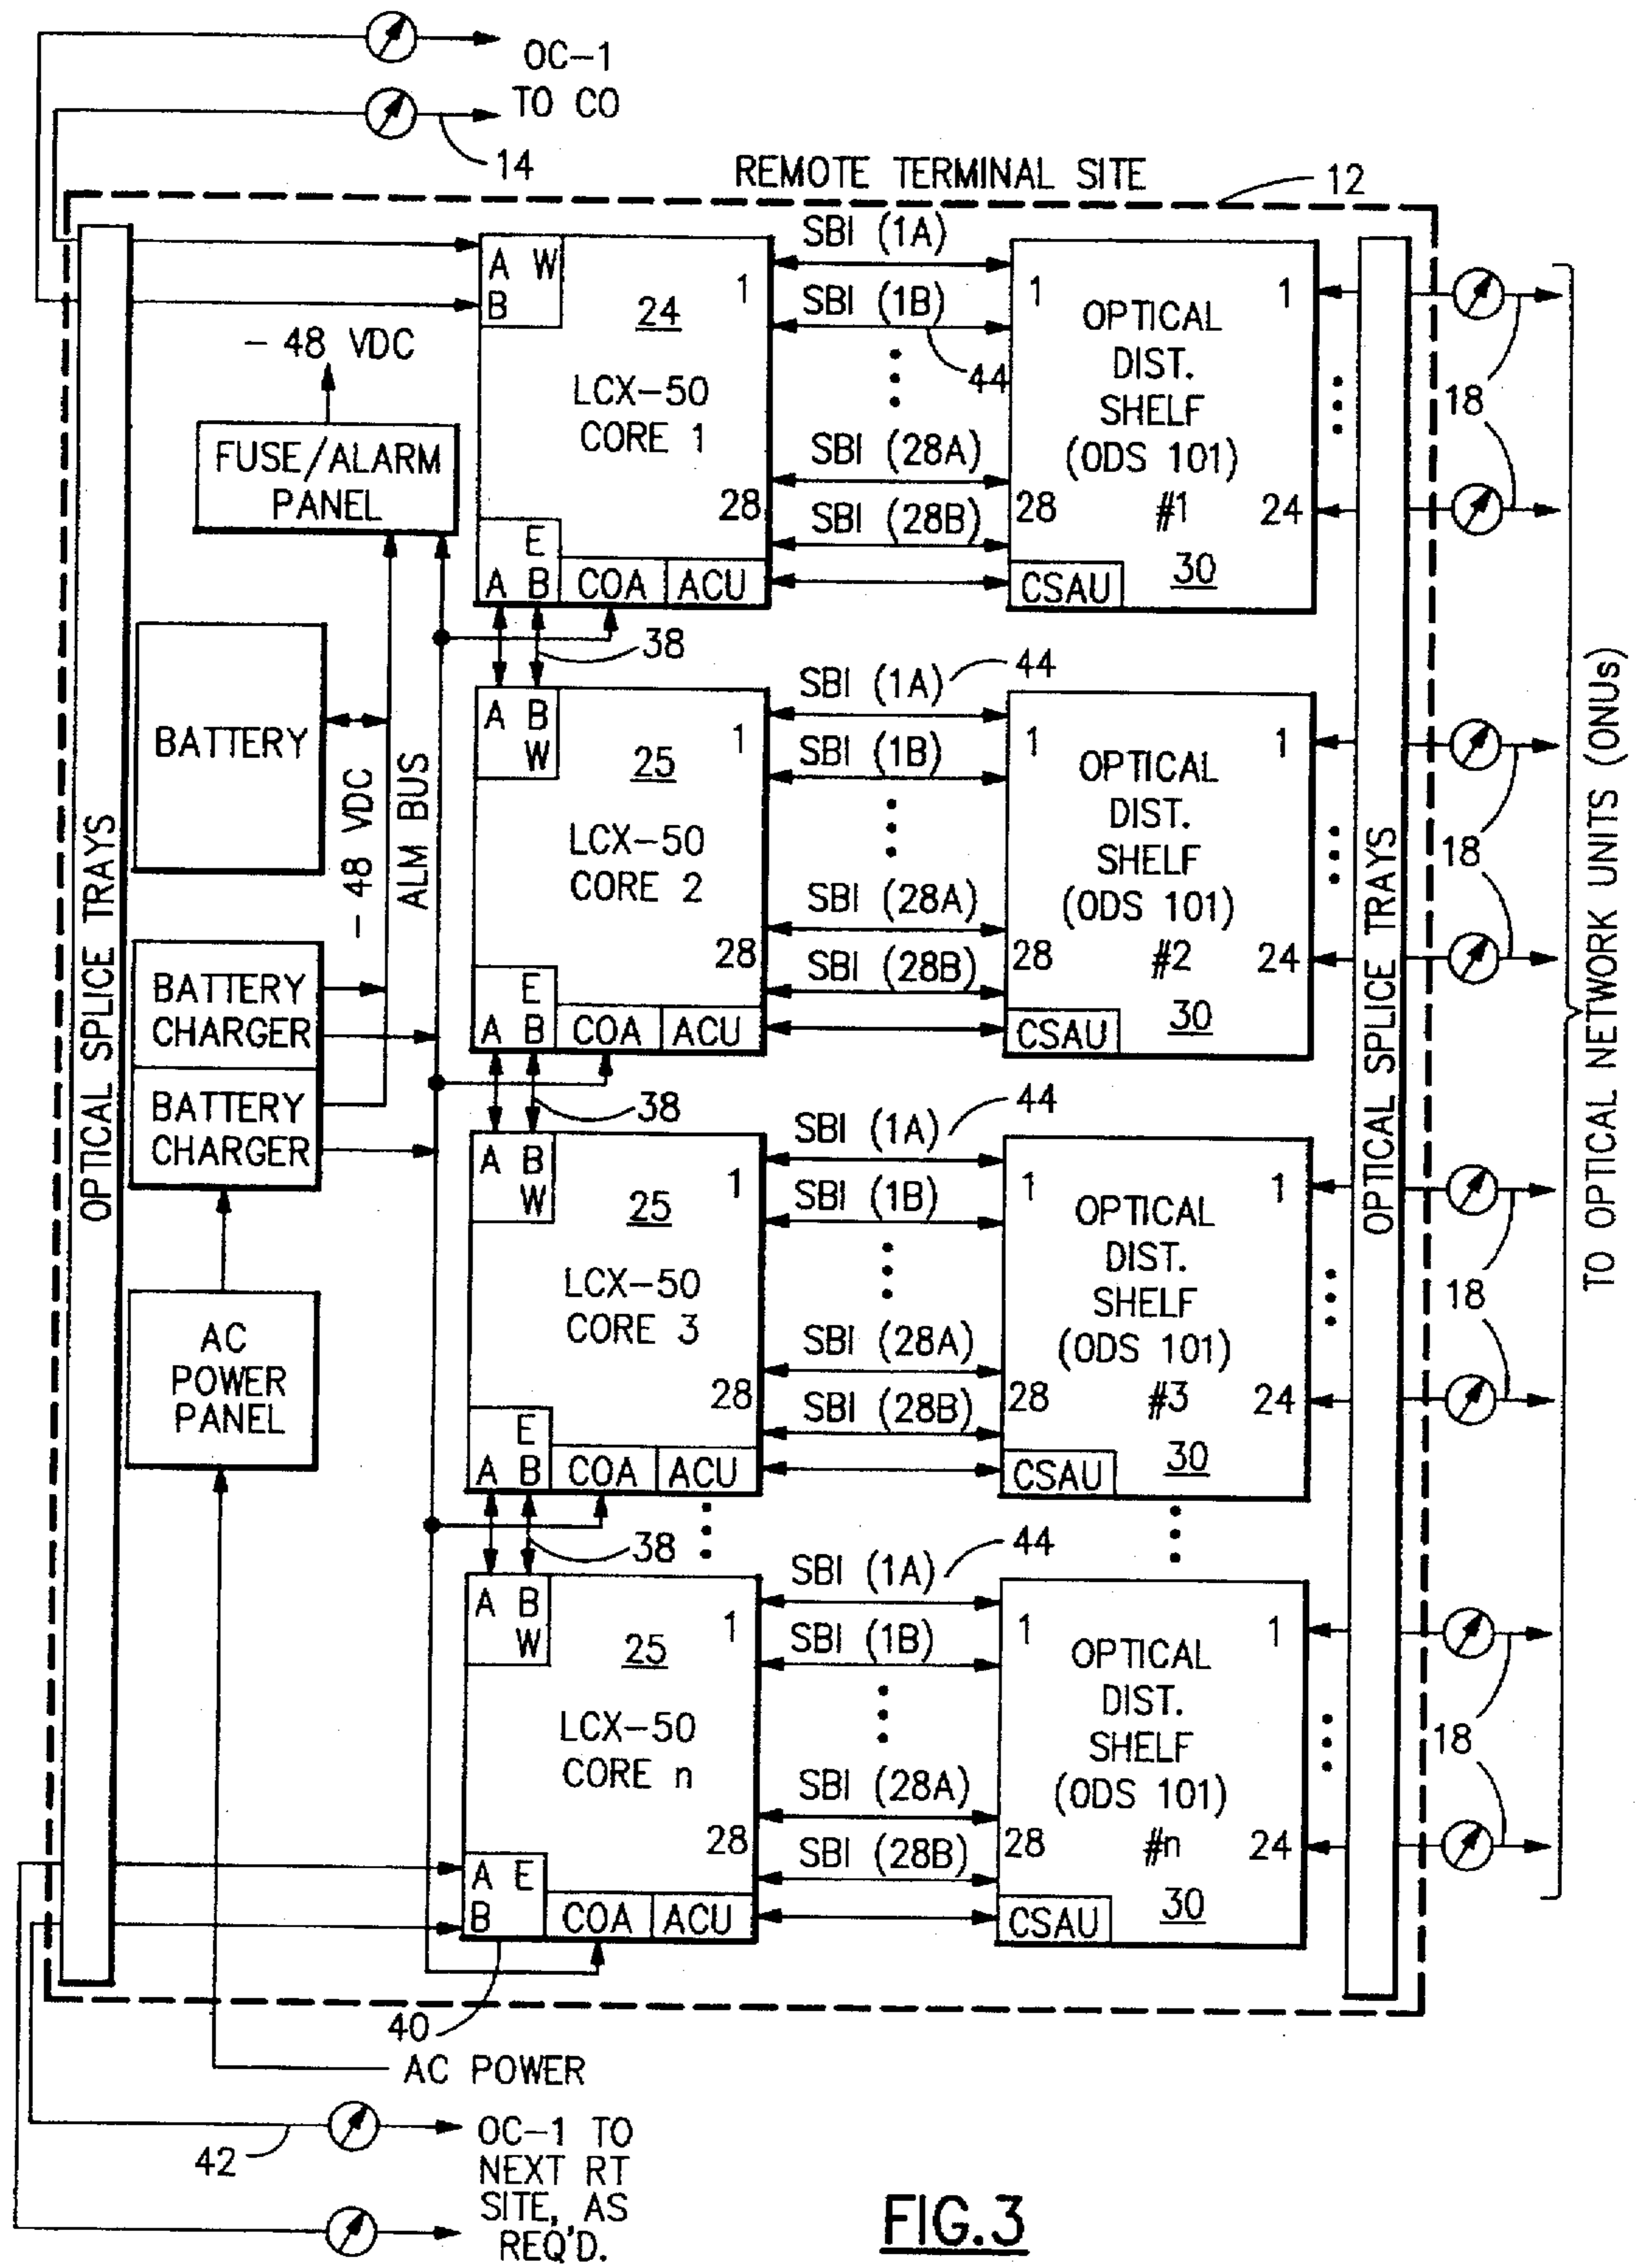 OC-1
TO CO
14
REMOTE TERMINAL SITE
12
OPTICAL SPLICE TRAYS
- 48 VDC
FUSE/ALARM
PANEL
BATTERY
- 48 VDC
ALM BUS
BATTERY
CHARGER
BATTERY
CHARGER
AC
POWER
PANEL
A W
B
24
1
LCX-50
CORE 1
28
E
A B
COA
ACU
SBI (1A)
SBI (1B)
44
SBI (28A)
SBI (28B)
1
OPTICAL
DIST.
SHELF
(ODS 101)
#1
1
28
24
CSAU
30
18
38
A B
W
25
1
LCX-50
CORE 2
28
E
A B
COA
ACU
SBI (1A)
44
SBI (1B)
SBI (28A)
SBI (28B)
1
OPTICAL
DIST.
SHELF
(ODS 101)
#2
1
28
24
CSAU
30
18
38
A B
W
25
1
LCX-50
CORE 3
28
E
A B
COA
ACU
SBI (1A)
44
SBI (1B)
SBI (28A)
SBI (28B)
1
OPTICAL
DIST.
SHELF
(ODS 101)
#3
1
28
24
CSAU
30
18
38
A B
W
25
1
LCX-50
CORE n
28
A E
B
COA
ACU
SBI (1A)
44
SBI (1B)
SBI (28A)
SBI (28B)
1
OPTICAL
DIST.
SHELF
(ODS 101)
#n
1
28
24
CSAU
30
18
OPTICAL SPLICE TRAYS
TO OPTICAL NETWORK UNITS (ONUs)
40
AC POWER
42
OC-1 TO
NEXT RT
SITE, AS
REQ'D.
FIG.3